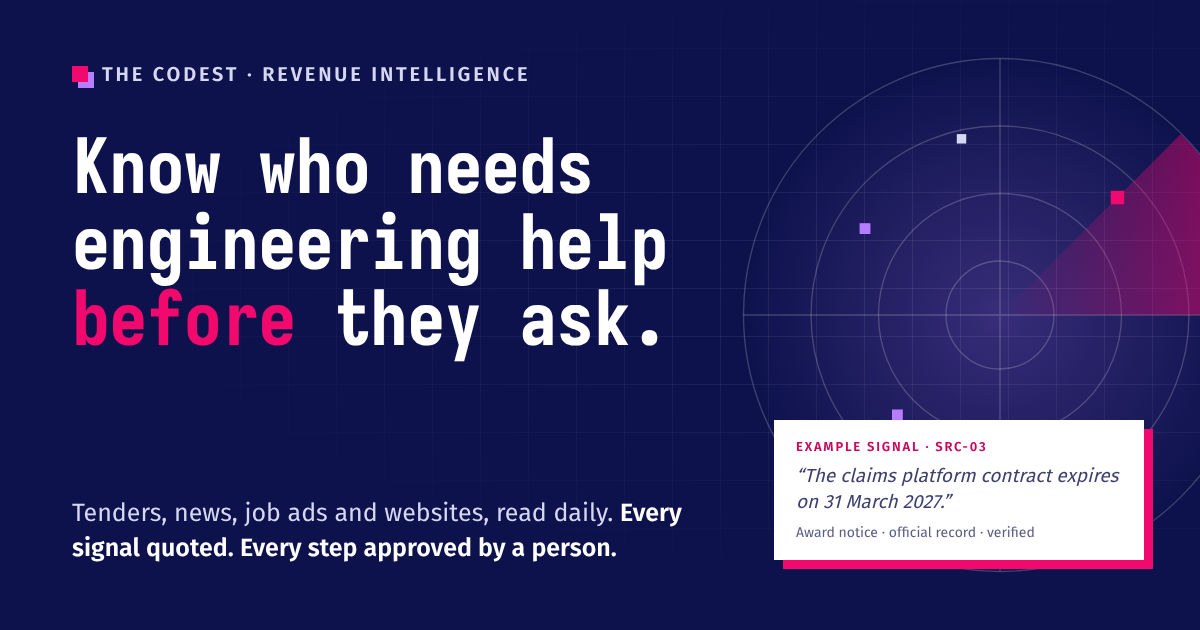 THE CODEST · REVENUE INTELLIGENCE
Know who needs
engineering help
before they ask.
Tenders, news, job ads and websites, read daily. Every
signal quoted. Every step approved by a person.
EXAMPLE SIGNAL · SRC-03
“The claims platform contract expires
on 31 March 2027.”
Award notice · official record · verified